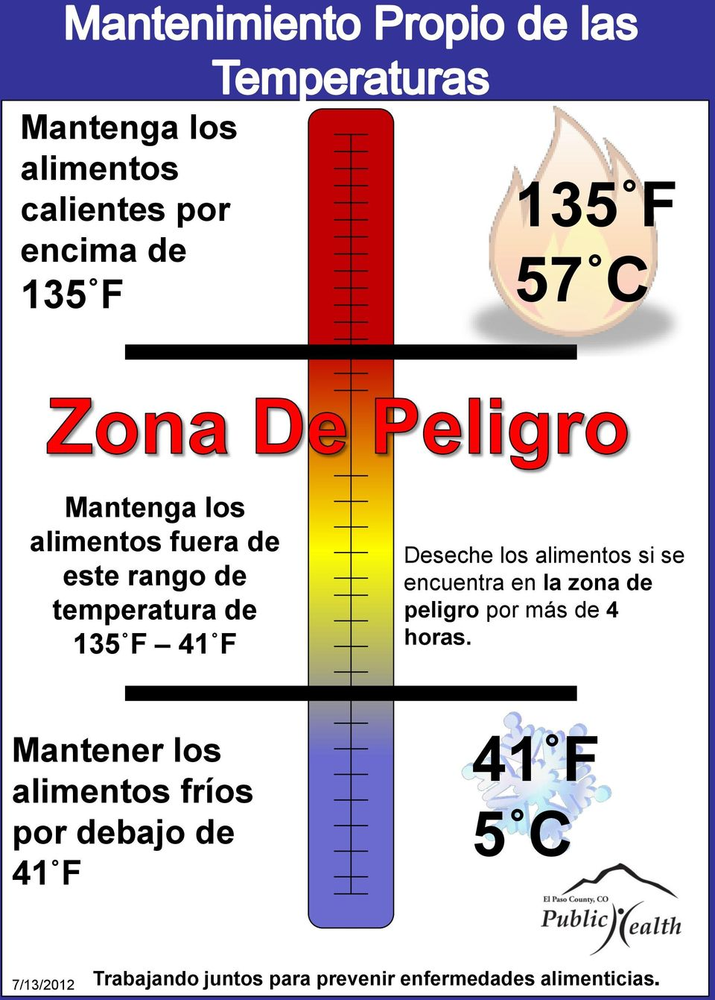 Mantenimiento Propio de las
Temperaturas
Mantenga los
alimentos
calientes por
encima de
135˚F
135˚F
57˚C
Zona De Peligro
Mantenga los
alimentos fuera de
este rango de
temperatura de
135˚F – 41˚F
Deseche los alimentos si se
encuentra en la zona de
peligro por más de 4
horas.
Mantener los
alimentos fríos
por debajo de
41˚F
41˚F
5˚C
El Paso County, CO
Public Health
7/13/2012
Trabajando juntos para prevenir enfermedades alimenticias.